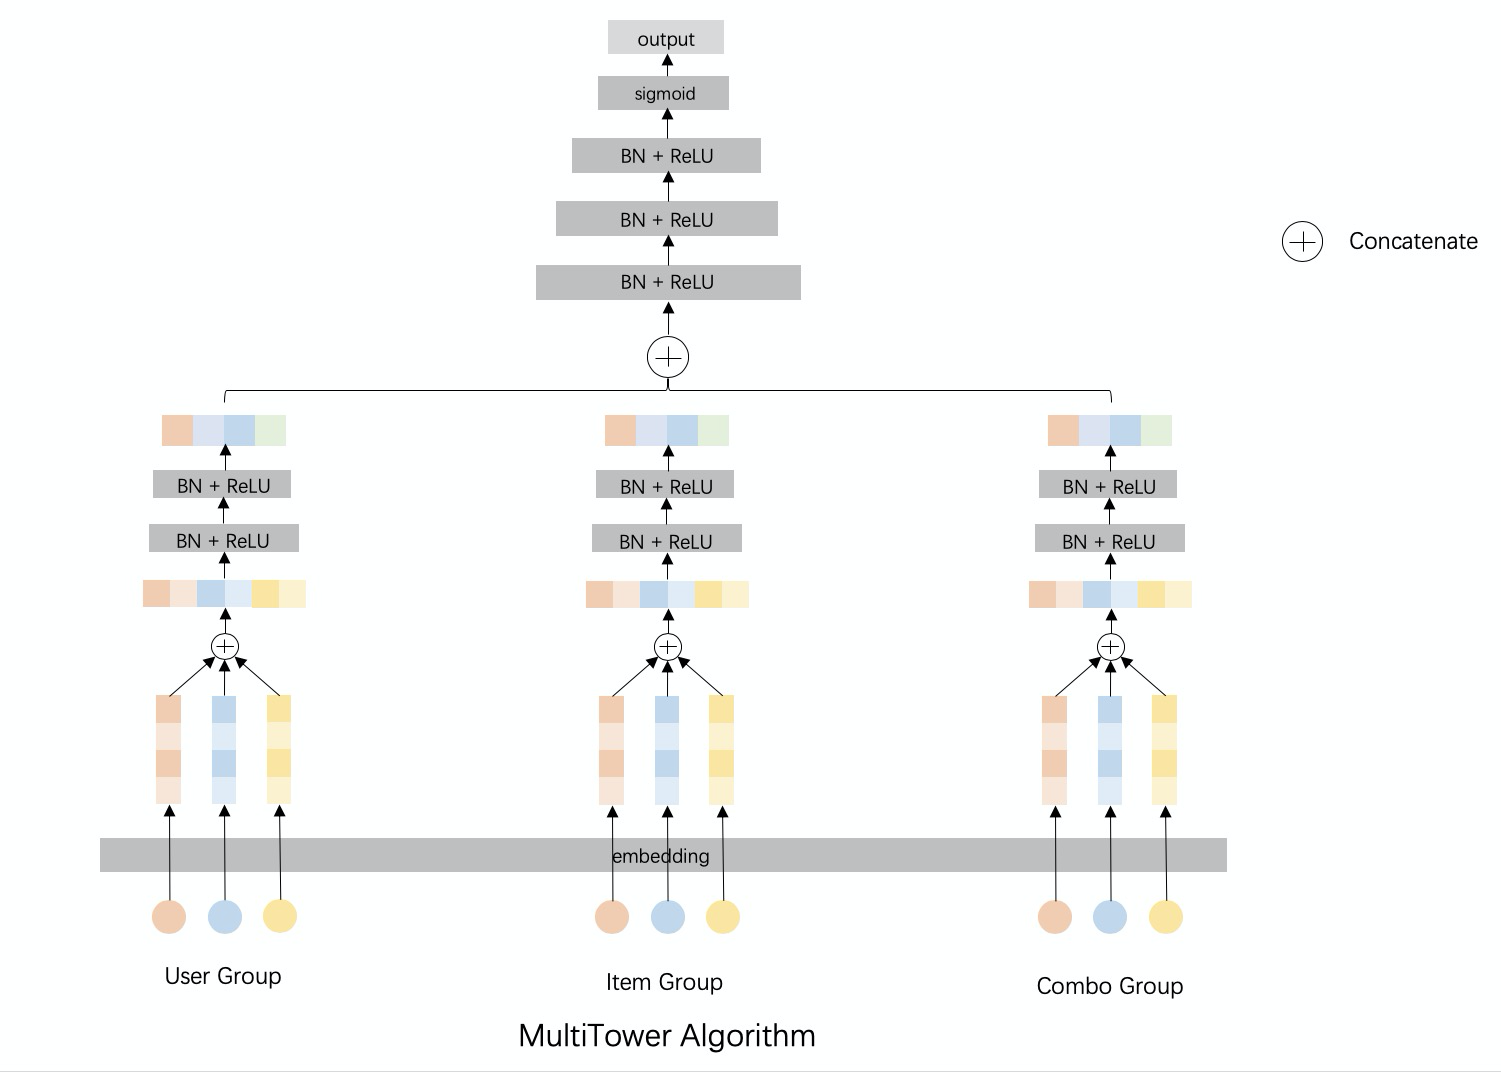 output
sigmoid
BN + ReLU
BN + ReLU
Concatenate
BN + ReLU
BN + ReLU
BN + ReLU
BN + ReLU
BN + ReLU
BN + ReLU
BN + ReLU
embedding
User Group
Item Group
Combo Group
MultiTower Algorithm